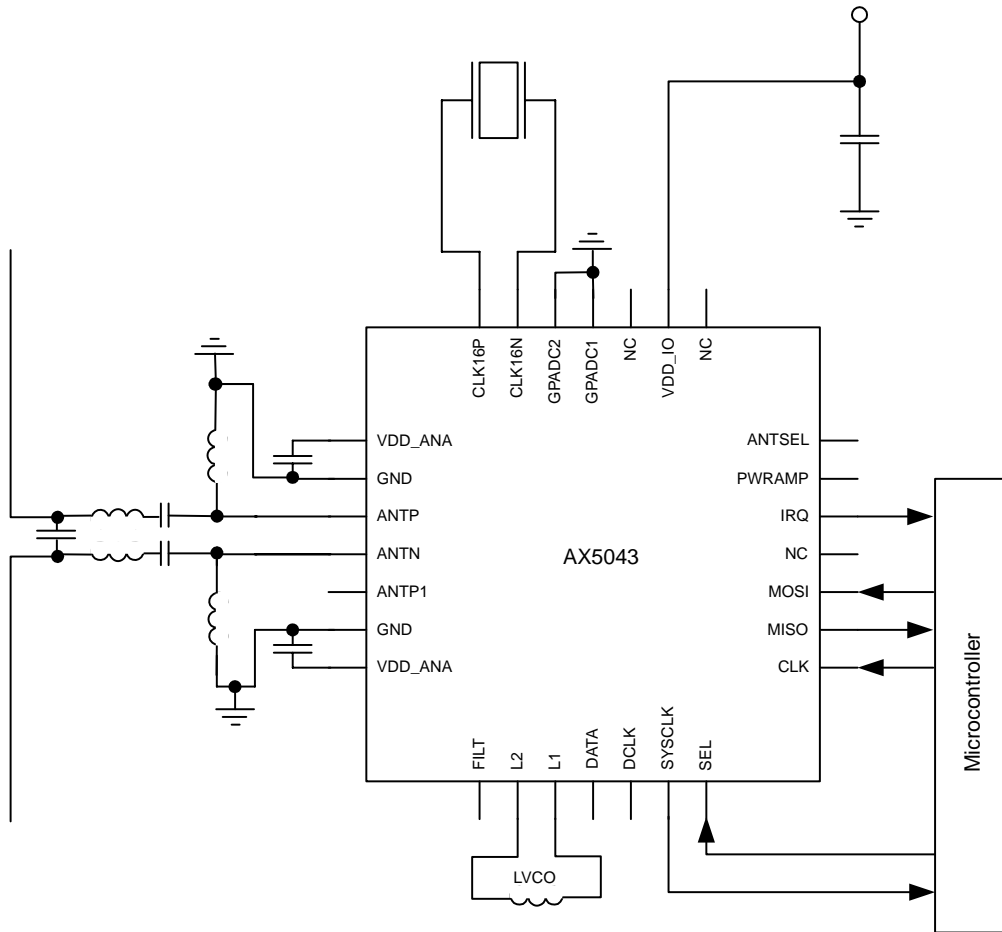 CLK16P
CLK16N
GPADC2
GPADC1
NC
VDD_IO
NC
VDD_ANA
GND
ANTP
ANTN
ANTP1
GND
VDD_ANA
AX5043
ANTSEL
PWRAMP
IRQ
NC
MOSI
MISO
CLK
FILT
L2
L1
DATA
DCLK
SYSCLK
SEL
LVCO
Microcontroller